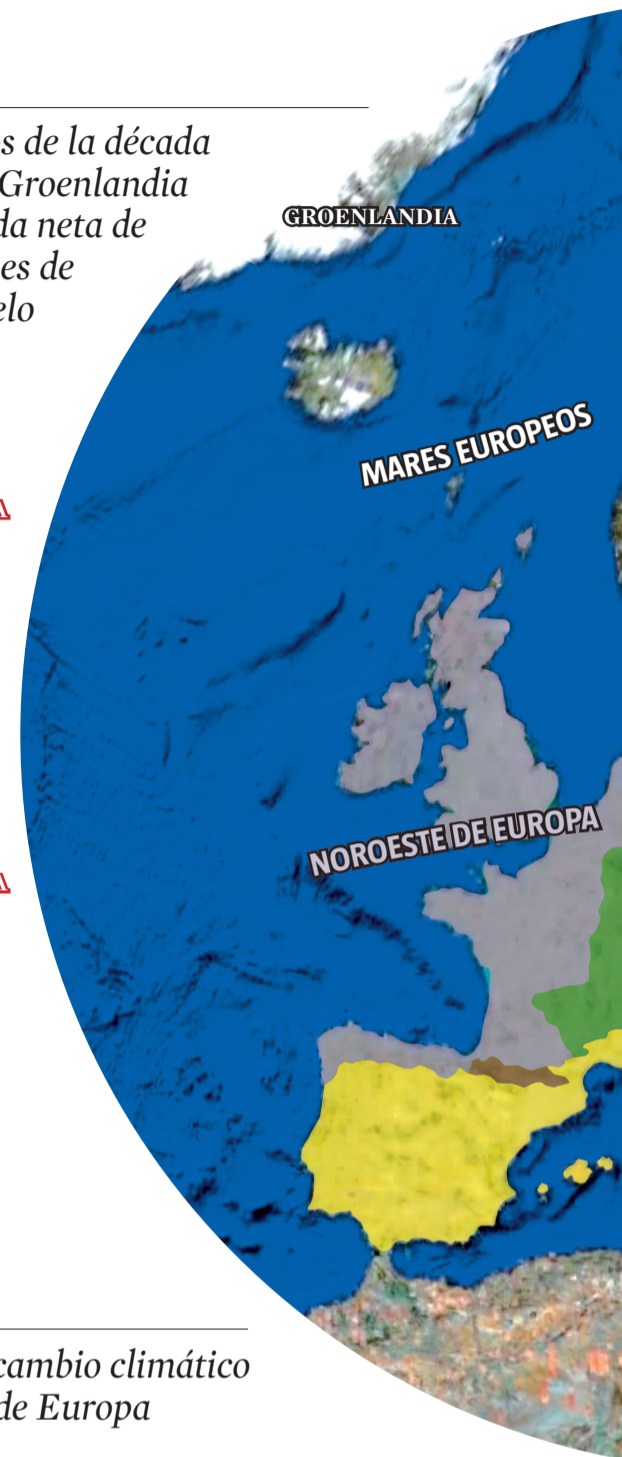 s de la década
Groenlandia
da neta de
es de
elo
GROENLANDIA
MARES EUROPEOS
A
NOROESTE DE EUROPA
A
cambio climático
de Europa